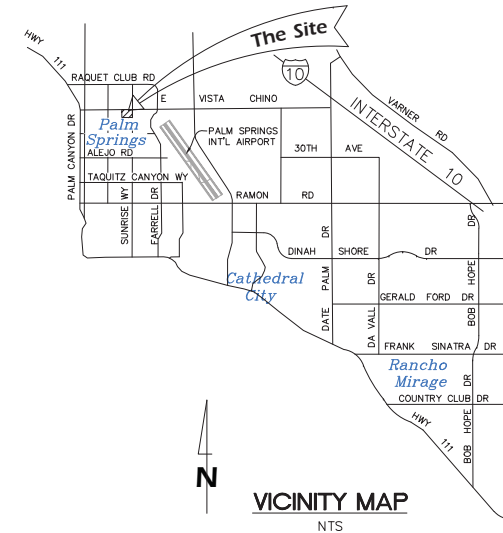 HWY 111
The Site
RAQUET CLUB RD
10
E VISTA CHINO
VARNER RD
INTERSTATE 10
Palm
Springs
PALM SPRINGS
INT'L AIRPORT
PALM CANYON DR
ALEJO RD
30TH AVE
TAQUITZ CANYON WY
RAMON RD
SUNRISE WY
FARRELL DR
DINAH SHORE DR
Cathedral
City
DATE PALM DR
DA VALL DR
BOB HOPE DR
GERALD FORD DR
FRANK SINATRA DR
Rancho
Mirage
COUNTRY CLUB DR
BOB HOPE DR
HWY 111
N
VICINITY MAP
NTS